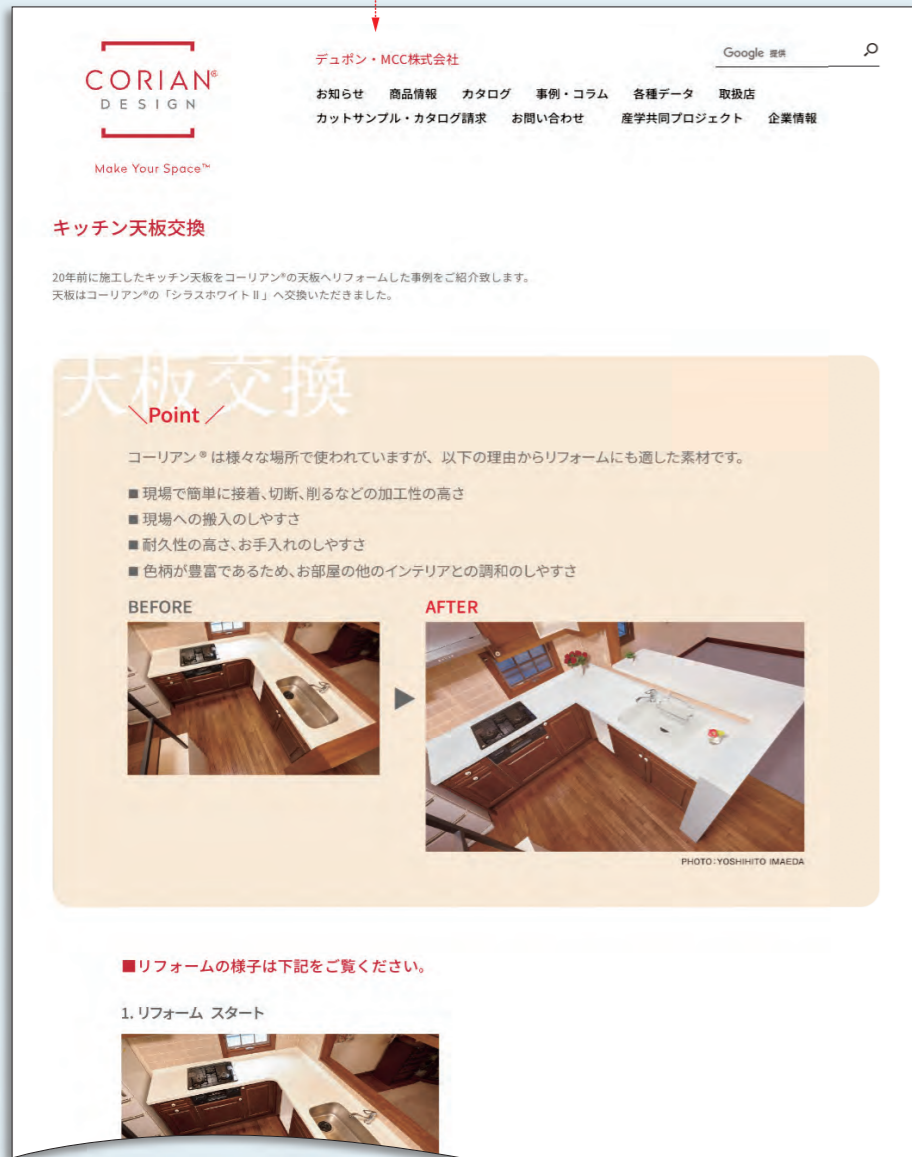 CORIAN®
DESIGN
Make Your Space™
デュポン・MCC株式会社
Google 提供
お知らせ 商品情報 カタログ 事例・コラム 各種データ 取扱店
カットサンプル・カタログ請求 お問い合わせ 産学共同プロジェクト 企業情報
キッチン天板交換
20年前に施工したキッチン天板をコーリアン®の天板へリフォームした事例をご紹介致します。
天板はコーリアン®の「シラスホワイトⅡ」へ交換いただきました。
天板交換
＼Point／
コーリアン®は様々な場所で使われていますが、以下の理由からリフォームにも適した素材です。
■ 現場で簡単に接着、切断、削るなどの加工性の高さ
■ 現場への搬入のしやすさ
■ 耐久性の高さ、お手入れのしやすさ
■ 色柄が豊富であるため、お部屋の他のインテリアとの調和のしやすさ
BEFORE
AFTER
PHOTO：YOSHIHITO IMAEDA
■リフォームの様子は下記をご覧ください。
1. リフォーム スタート